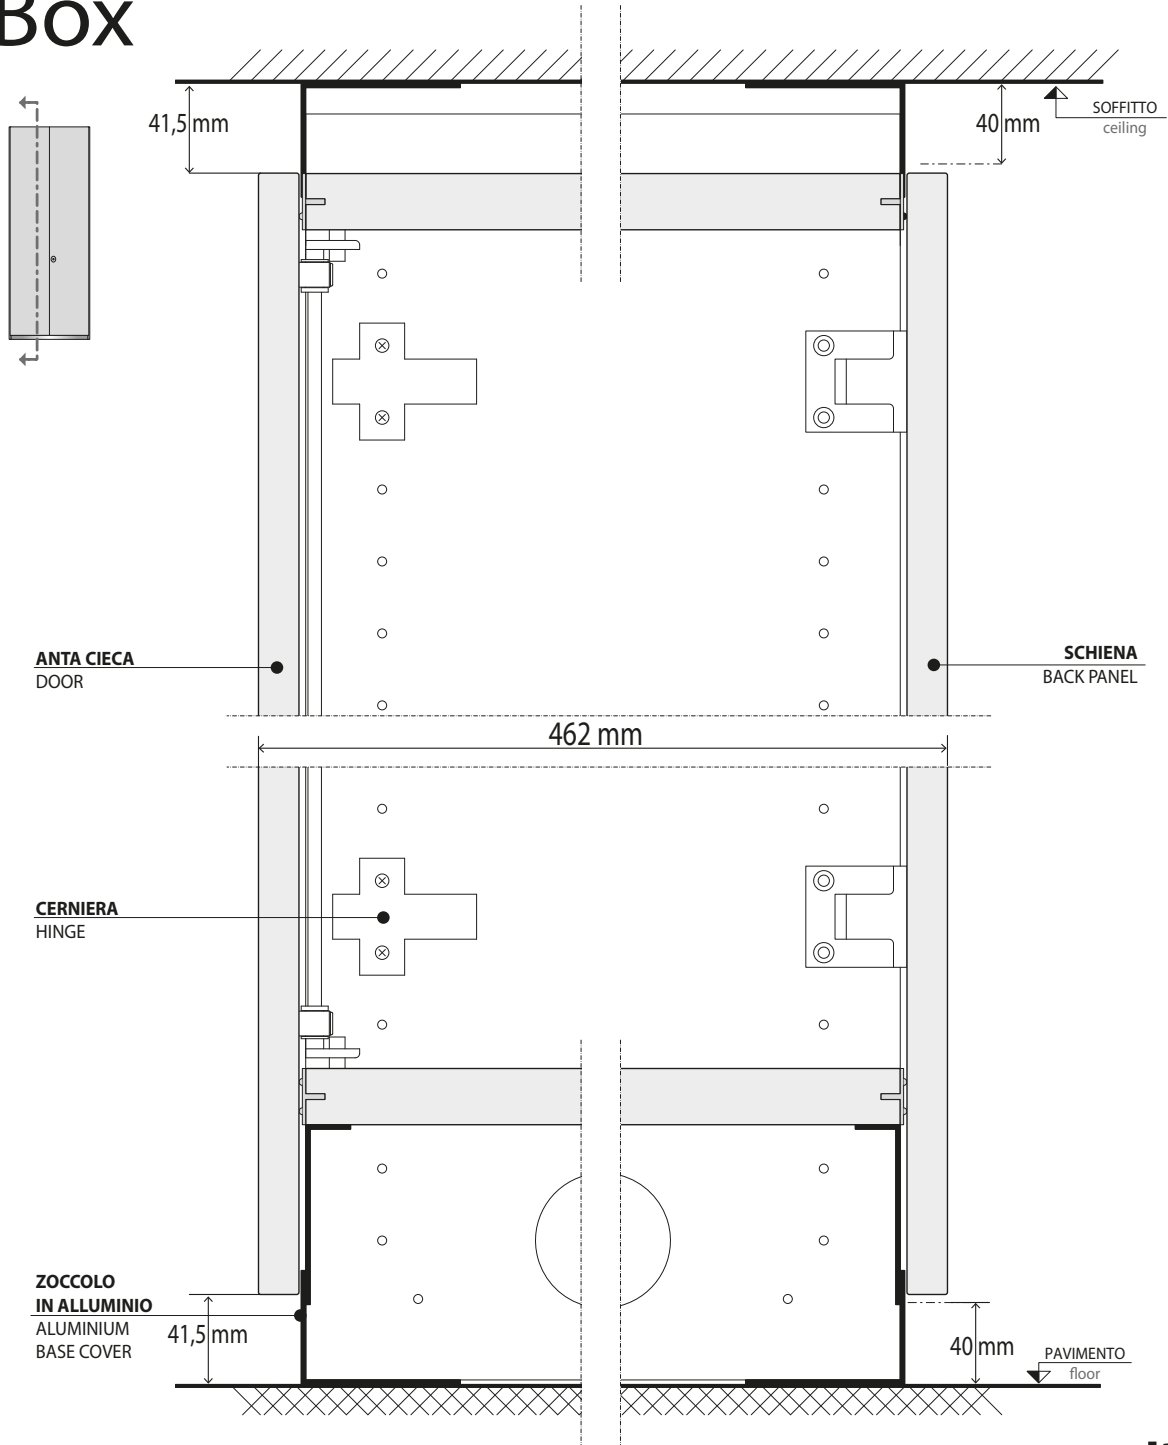 Box
41,5 mm
40 mm
SOFFITTO
ceiling
ANTA CIECA
DOOR
SCHIENA
BACK PANEL
462 mm
CERNIERA
HINGE
ZOCCOLO
IN ALLUMINIO
ALUMINIUM
BASE COVER
41,5 mm
40 mm
PAVIMENTO
floor